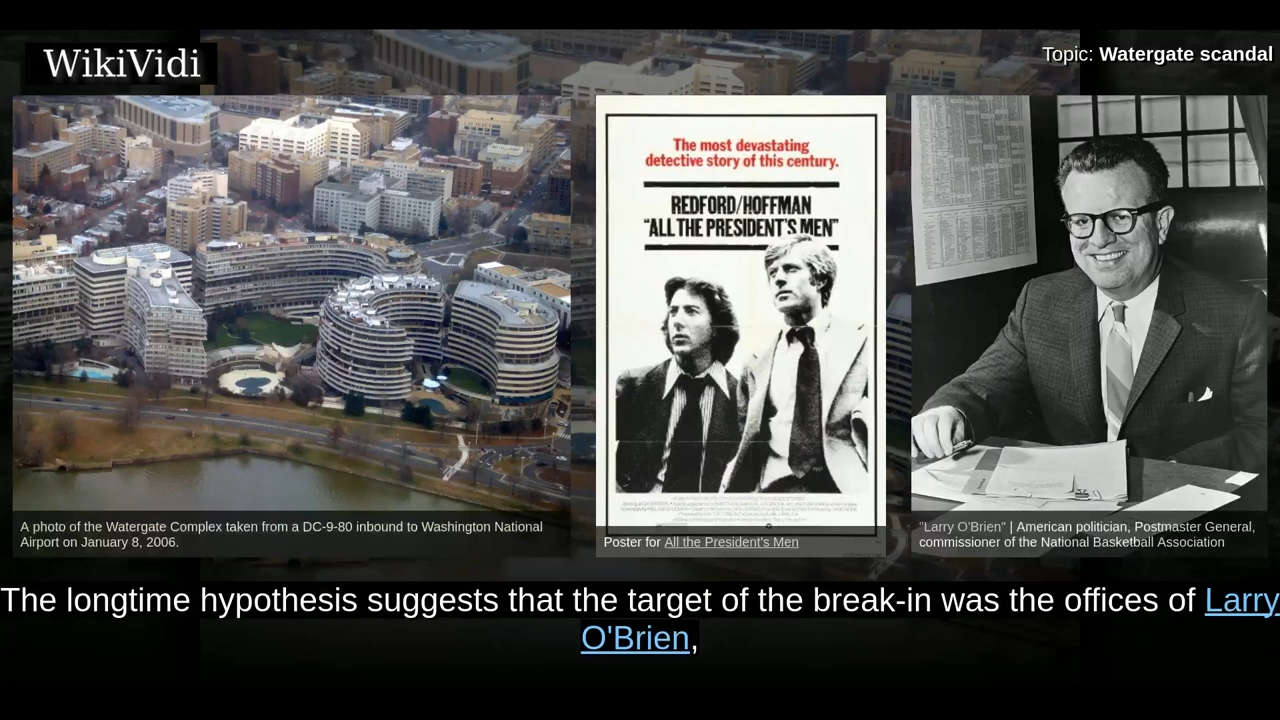 WikiVidi
Topic: Watergate scandal
The most devastating
detective story of this century.
REDFORD/HOFFMAN
"ALL THE PRESIDENT'S MEN"
A photo of the Watergate Complex taken from a DC-9-80 inbound to Washington National
Airport on January 8, 2006.
Poster for All the President's Men
"Larry O'Brien" | American politician, Postmaster General,
commissioner of the National Basketball Association
The longtime hypothesis suggests that the target of the break-in was the offices of Larry
O'Brien,